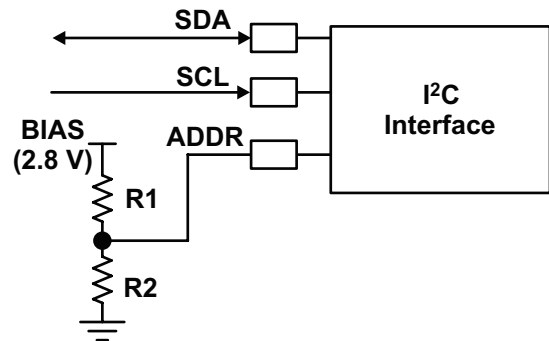 SDA
SCL
I²C
Interface
BIAS
(2.8 V)
ADDR
R1
R2